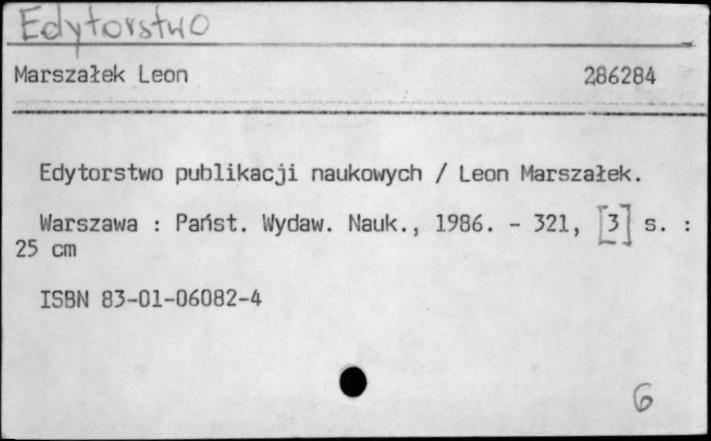 Edytorstwo
Marszałek Leon 286284
Edytorstwo publikacji naukowych / Leon Marszałek.
Warszawa : Państ. Wydaw. Nauk., 1986. - 321, [3] s. :
25 cm
ISBN 83-01-06082-4
6